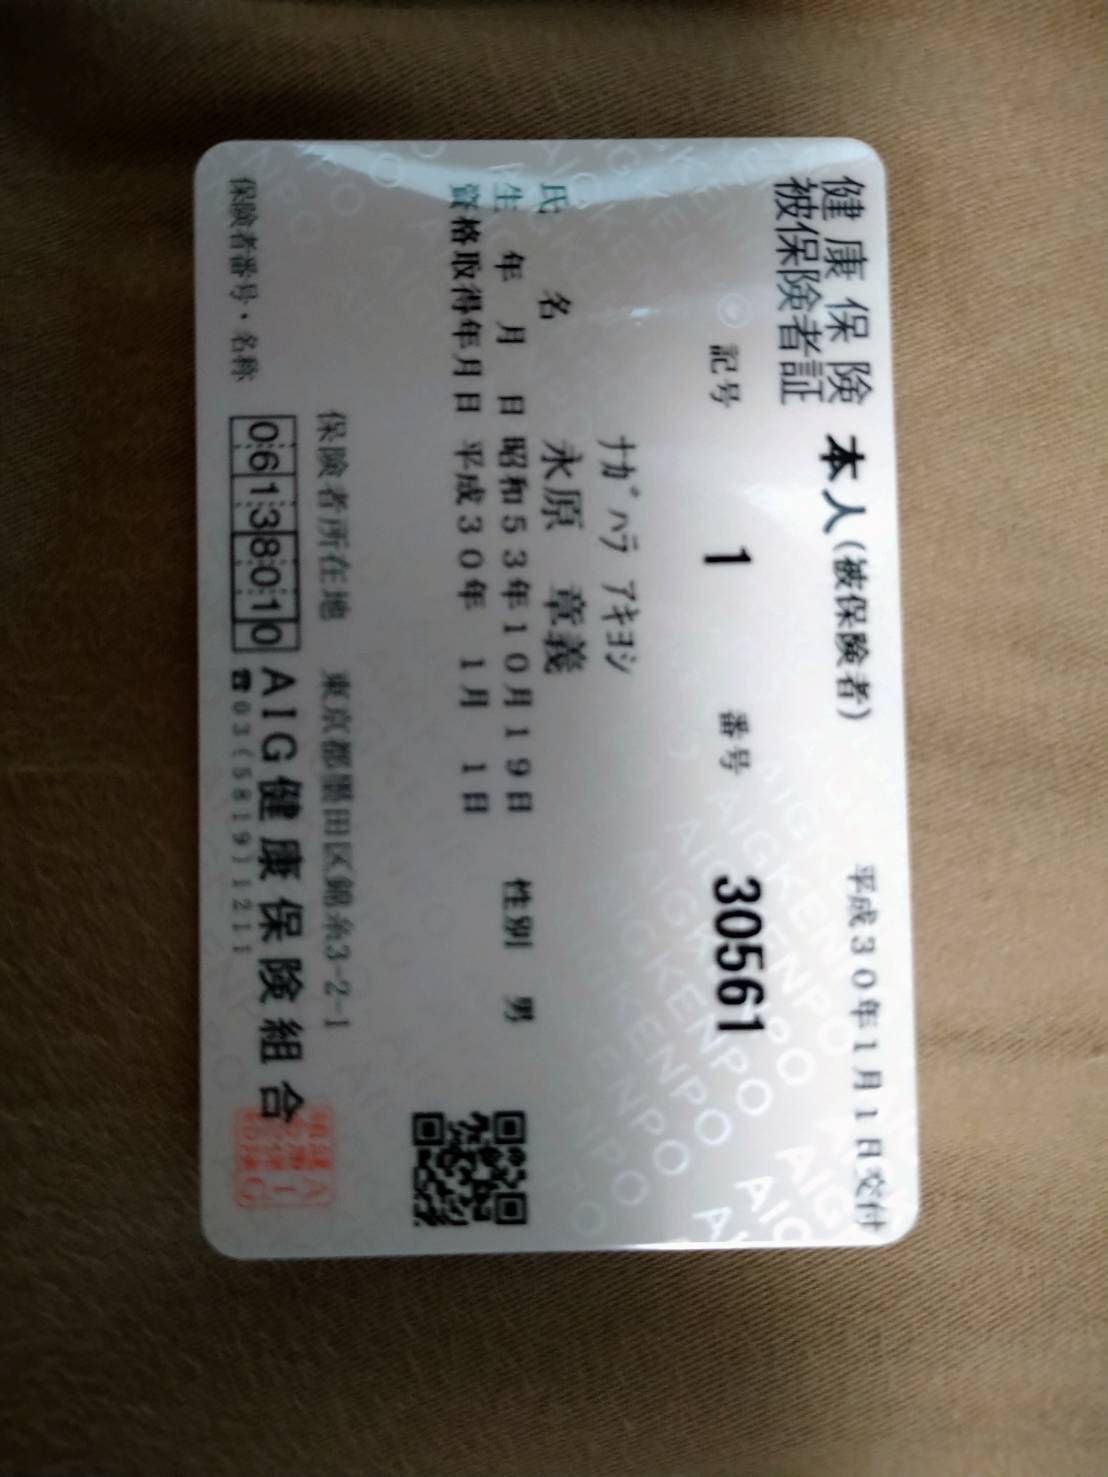 健康保険 本人(被保険者) 平成30年1月1日交付
被保険者証
記号 1 番号 30561
ナガハラ アキヨシ
氏名 永原 章義
生年月日 昭和53年10月19日 性別 男
資格取得年月日 平成30年 1月 1日
保険者所在地 東京都墨田区錦糸3-2-1
保険者番号・名称 06138010 AIG健康保険組合
☎03(5819)1211
AIGKENPO